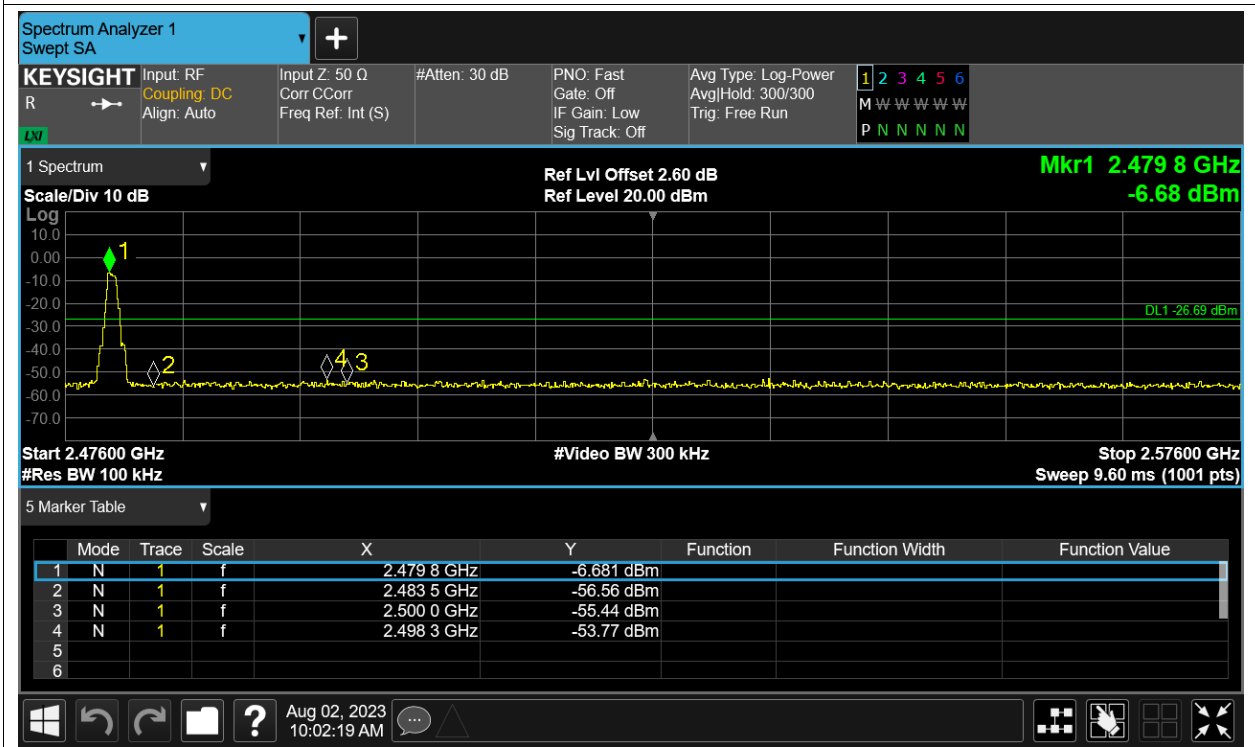 Spectrum Analyzer 1
Swept SA
KEYSIGHT
R
LXI
Input: RF
Coupling: DC
Align: Auto
Input Z: 50 Ω
Corr CCorr
Freq Ref: Int (S)
#Atten: 30 dB
PNO: Fast
Gate: Off
IF Gain: Low
Sig Track: Off
Avg Type: Log-Power
Avg|Hold: 300/300
Trig: Free Run
1 2 3 4 5 6
M W W W W W
P N N N N N
1 Spectrum
Scale/Div 10 dB
Ref Lvl Offset 2.60 dB
Ref Level 20.00 dBm
Mkr1 2.479 8 GHz
-6.68 dBm
Log
10.0
0.00
-10.0
-20.0
-30.0
-40.0
-50.0
-60.0
-70.0
1
2
4
3
DL1 -26.69 dBm
Start 2.47600 GHz
#Res BW 100 kHz
#Video BW 300 kHz
Stop 2.57600 GHz
Sweep 9.60 ms (1001 pts)
5 Marker Table
Mode Trace Scale X Y Function Function Width Function Value
1 N 1 f 2.479 8 GHz -6.681 dBm
2 N 1 f 2.483 5 GHz -56.56 dBm
3 N 1 f 2.500 0 GHz -55.44 dBm
4 N 1 f 2.498 3 GHz -53.77 dBm
5
6
?
Aug 02, 2023
10:02:19 AM